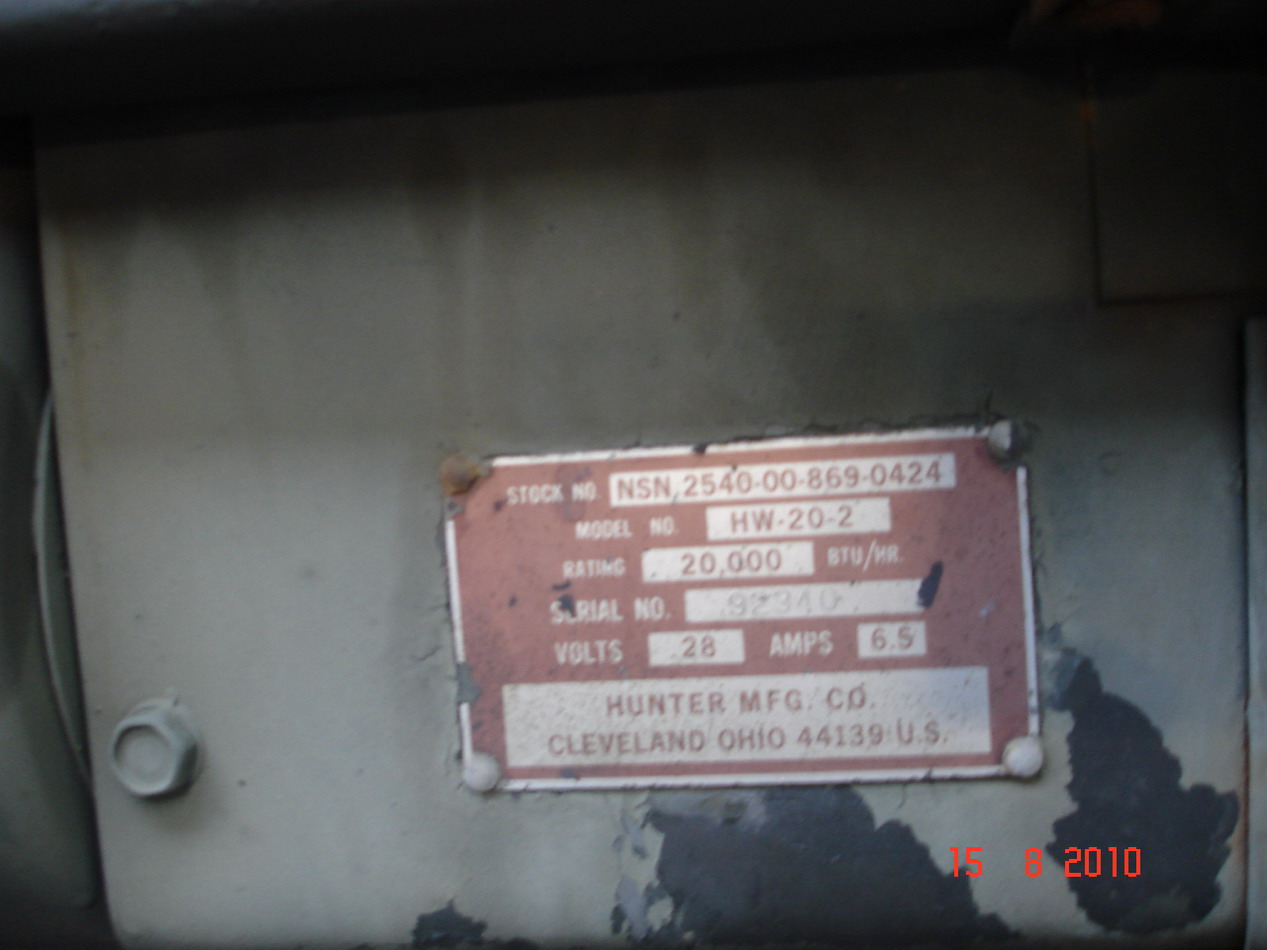 STOCK NO. NSN 2540-00-869-0424
MODEL NO. HW-20-2
RATING 20,000 BTU/HR.
SERIAL NO. 92340
VOLTS 28 AMPS 6.5
HUNTER MFG. CO.
CLEVELAND OHIO 44139 U.S.
15 8 2010